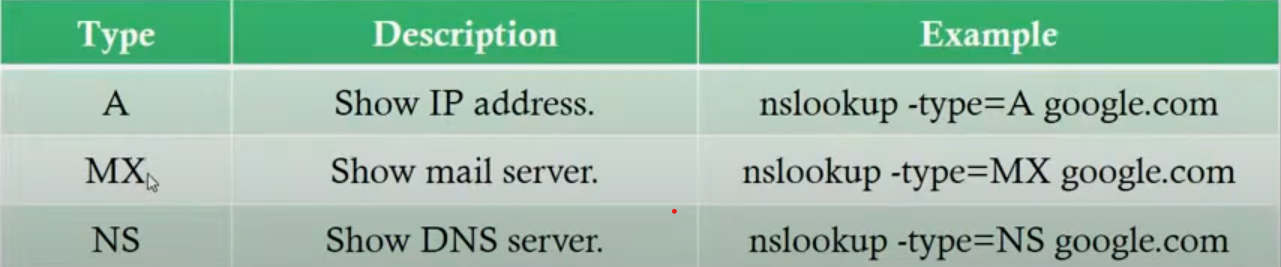 Type Description Example
A Show IP address. nslookup -type=A google.com
MX Show mail server. nslookup -type=MX google.com
NS Show DNS server. nslookup -type=NS google.com